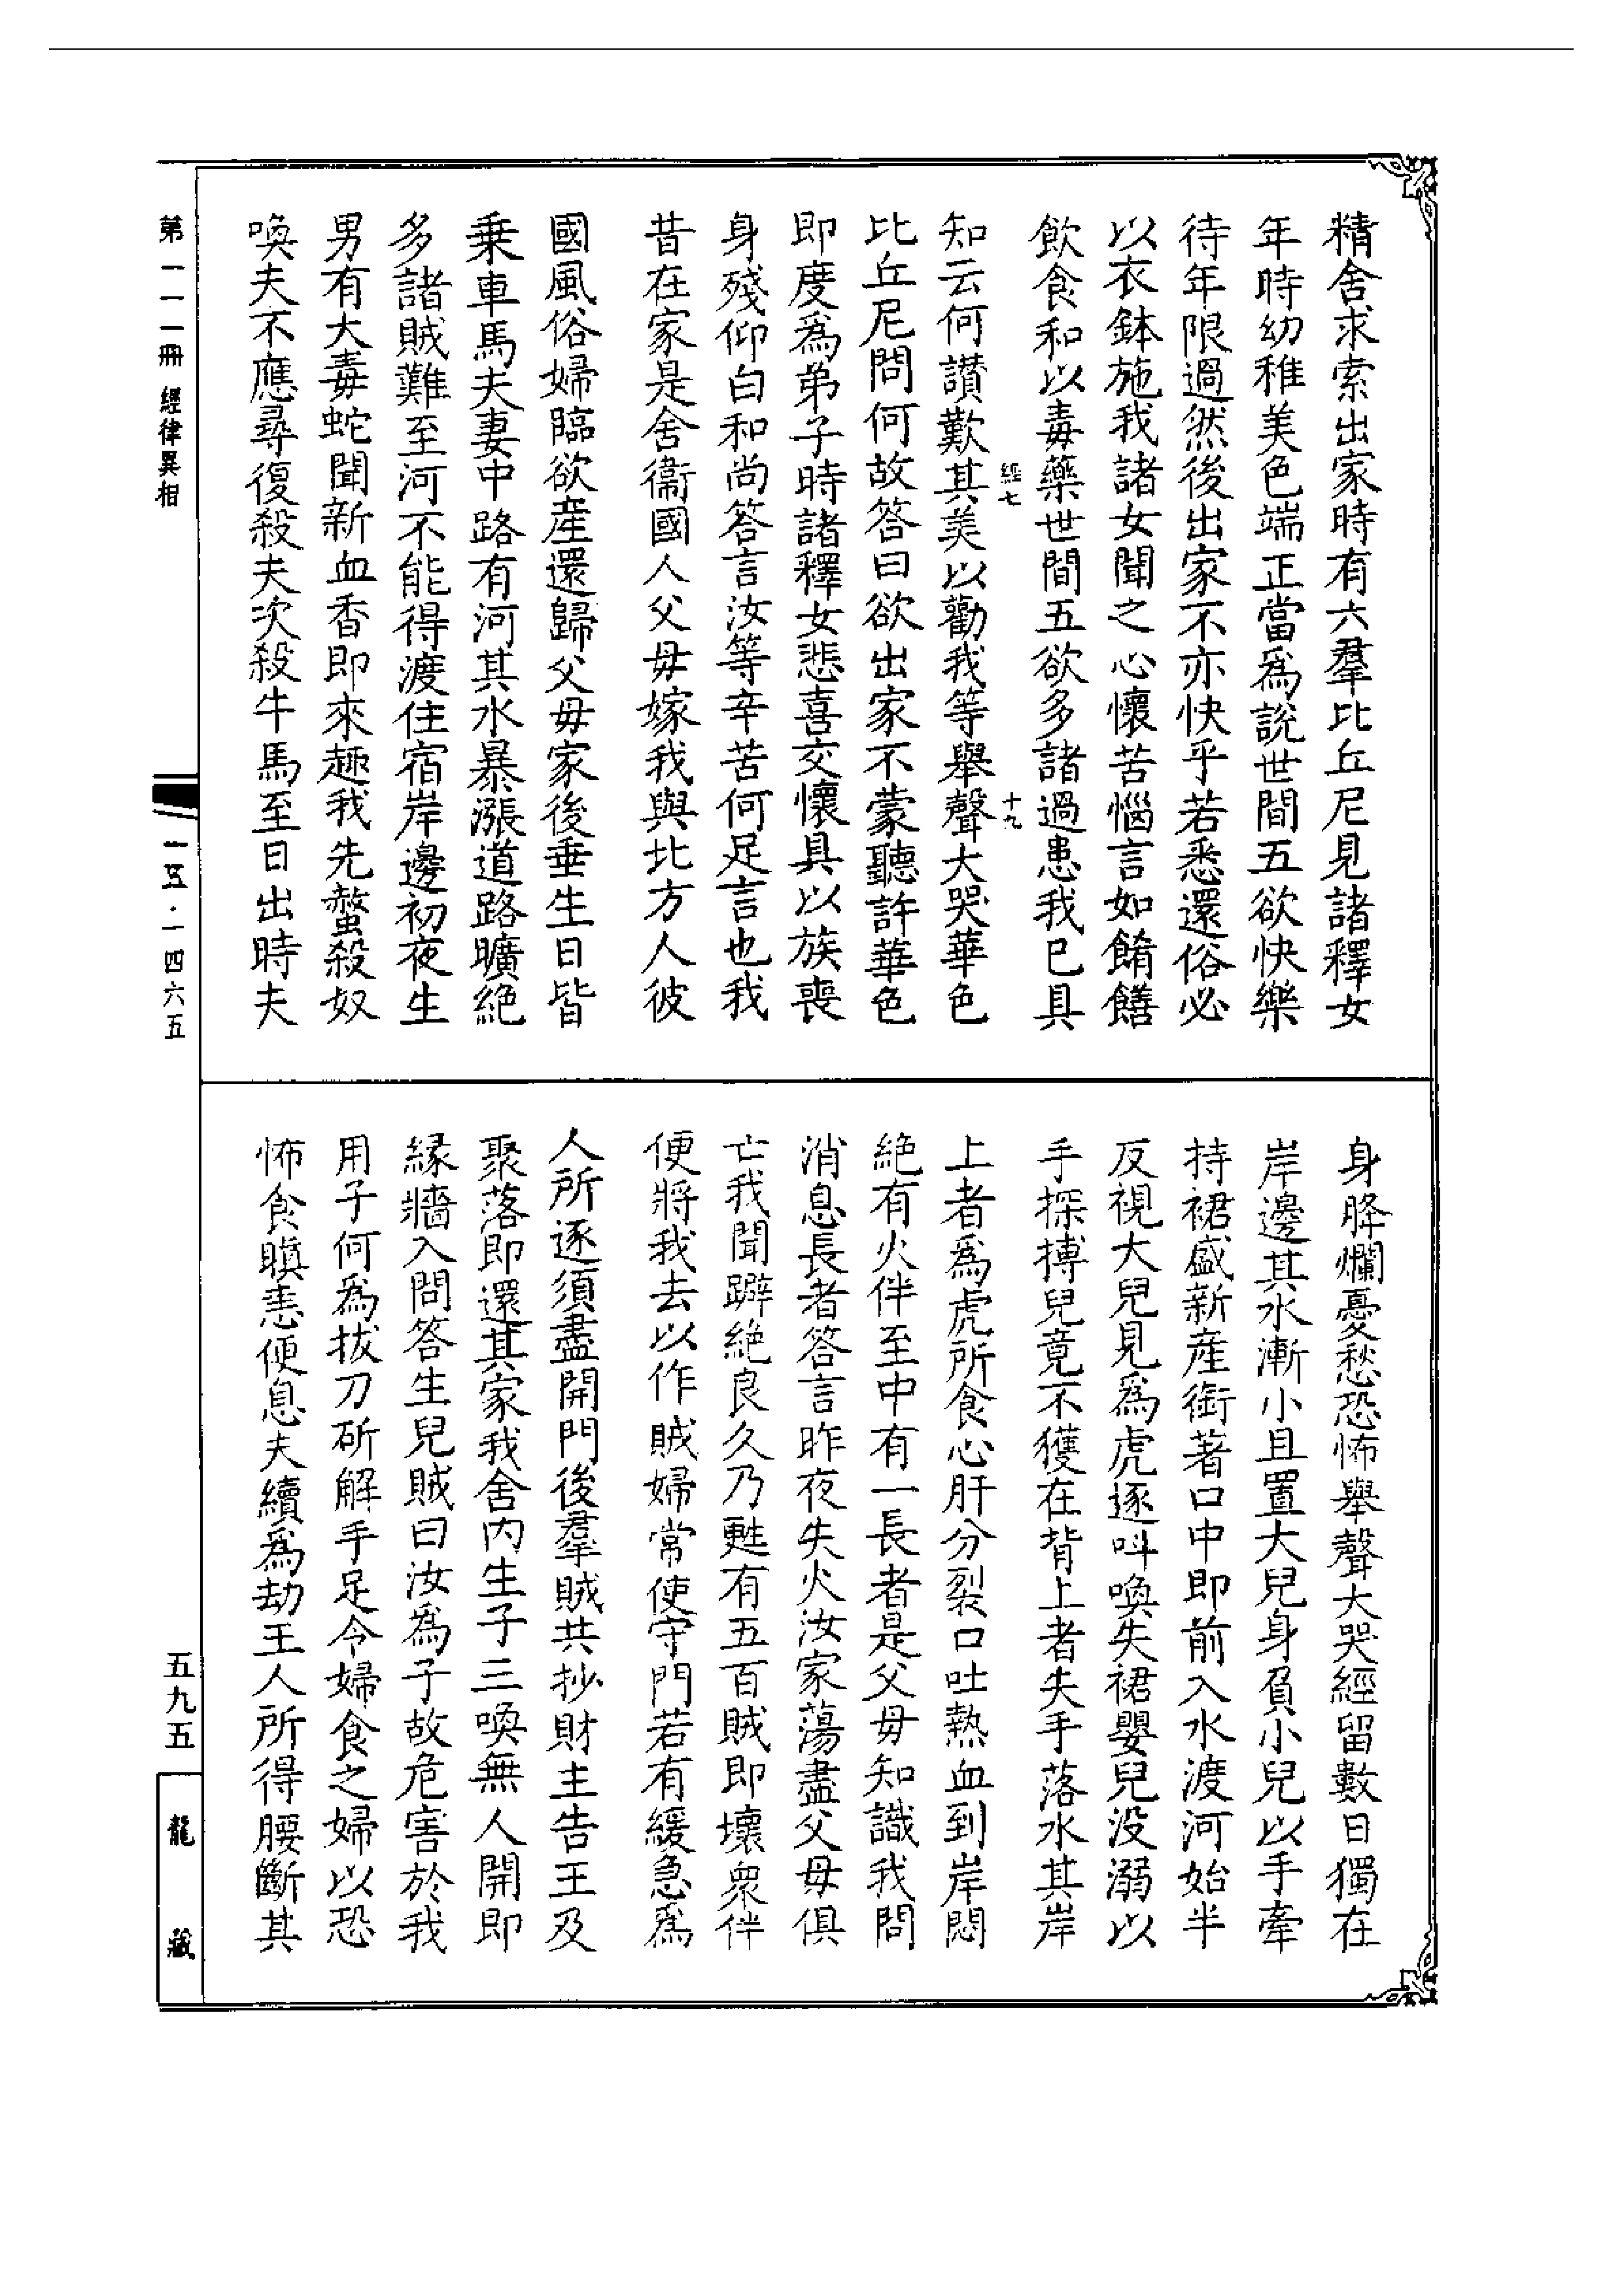 精舍求索出家時有六羣比丘尼見諸釋女
年時幼稚美色端正當爲說世間五欲快樂
待年限過然後出家不亦快乎若悉還俗必
以衣鉢施我諸女聞之心懷苦惱言如餚饍
飲食和以毒藥世間五欲多諸過患我已具
經七 十九
知云何讃歎其美以勸我等舉聲大哭華色
比丘尼問何故答曰欲出家不蒙聽許華色
即度爲弟子時諸釋女悲喜交懷具以族喪
身殘仰白和尚答言汝等辛苦何足言也我
昔在家是舍衞國人父母嫁我與北方人彼
國風俗婦臨欲産還歸父母家後垂生日皆
乗車馬夫妻中路有河其水暴漲道路曠絕
多諸賊難至河不能得渡住宿岸邊初夜生
男有大毒蛇聞新血香即來趣我先螫殺奴
喚夫不應尋復殺夫次殺牛馬至日出時夫
身膖爛憂愁恐怖舉聲大哭經留數日獨在
岸邊其水漸小且置大兒身負小兒以手牽
持裙盛新産銜著口中即前入水渡河始半
反視大兒見爲虎逐呌喚失裙嬰兒没溺以
手探摶兒竟不獲在背上者失手落水其岸
上者爲虎所食心肝分裂口吐熱血到岸悶
絕有火伴至中有一長者是父母知識我問
消息長者答言昨夜失火汝家蕩盡父母俱
亡我聞躃絕良久乃甦有五百賊即壞衆伴
便將我去以作賊婦常使守門若有緩急爲
人所逐須盡開門後羣賊共抄財主告王及
聚落即還其家我舍内生子三喚無人開即
緣牆入問答生兒賊曰汝爲子故危害於我
用子何爲拔刀斫解手足令婦食之婦以恐
怖食瞋恚便息夫續爲劫王人所得腰斷其
第一一一冊 經律異相
一五·一四六五
五九五
龍藏